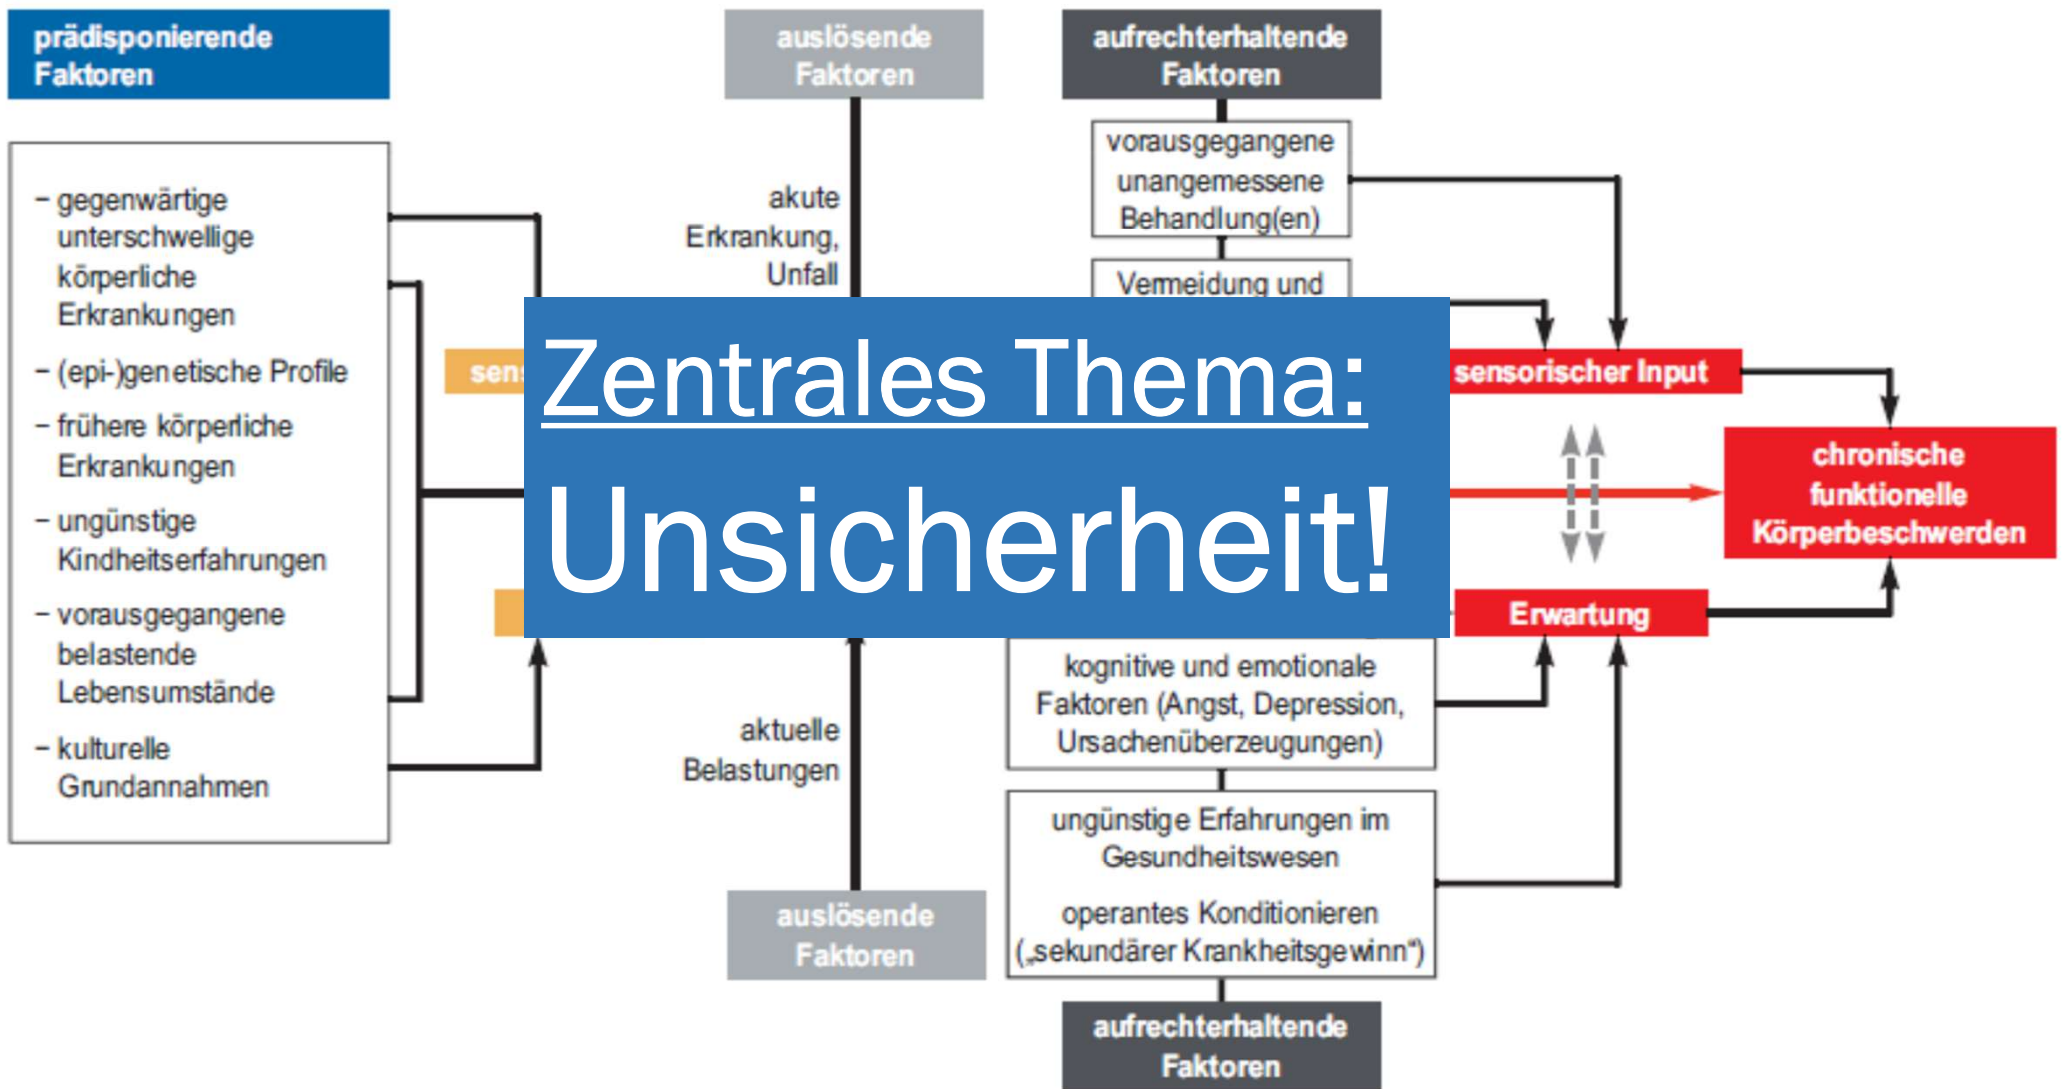 prädisponierende
Faktoren
– gegenwärtige
unterschwellige
körperliche
Erkrankungen
– (epi-)genetische Profile
– frühere körperliche
Erkrankungen
– ungünstige
Kindheitserfahrungen
– vorausgegangene
belastende
Lebensumstände
– kulturelle
Grundannahmen
auslösende
Faktoren
akute
Erkrankung,
Unfall
Zentrales Thema:
Unsicherheit!
aktuelle
Belastungen
auslösende
Faktoren
aufrechterhaltende
Faktoren
vorausgegangene
unangemessene
Behandlung(en)
Vermeidung und
kognitive und emotionale
Faktoren (Angst, Depression,
Ursachenüberzeugungen)
ungünstige Erfahrungen im
Gesundheitswesen
operantes Konditionieren
(„sekundärer Krankheitsgewinn“)
aufrechterhaltende
Faktoren
sensorischer Input
chronische
funktionelle
Körperbeschwerden
Erwartung